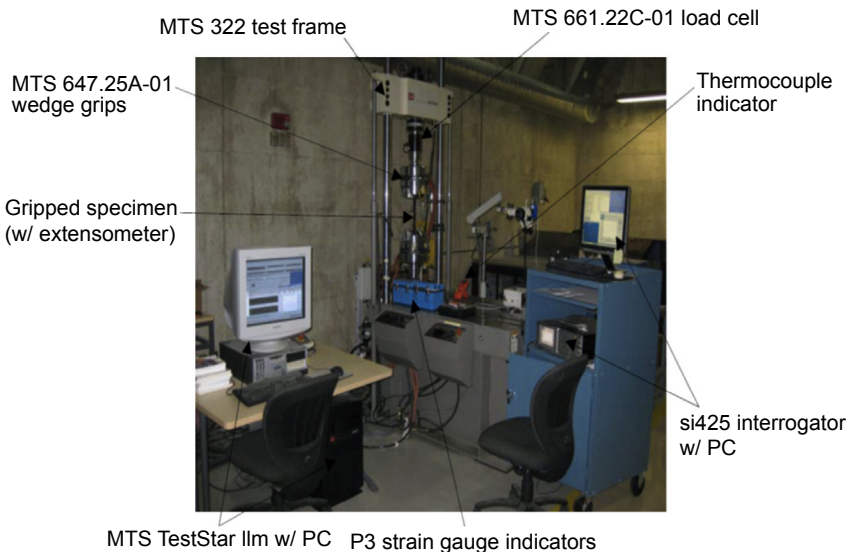 MTS 322 test frame
MTS 661.22C-01 load cell
MTS 647.25A-01
wedge grips
Thermocouple
indicator
Gripped specimen
(w/ extensometer)
si425 interrogator
w/ PC
MTS TestStar llm w/ PC
P3 strain gauge indicators